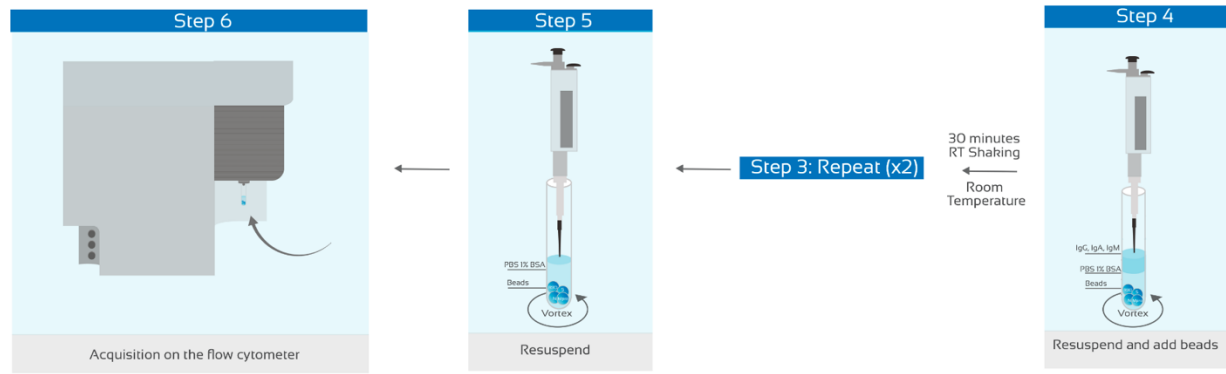 Step 6
Acquisition on the flow cytometer
Step 5
PBS 1% BSA
Beads
Vortex
Resuspend
Step 3: Repeat (x2)
30 minutes
RT Shaking
Room
Temperature
Step 4
IgG, IgA, IgM
PBS 1% BSA
Beads
Vortex
Resuspend and add beads